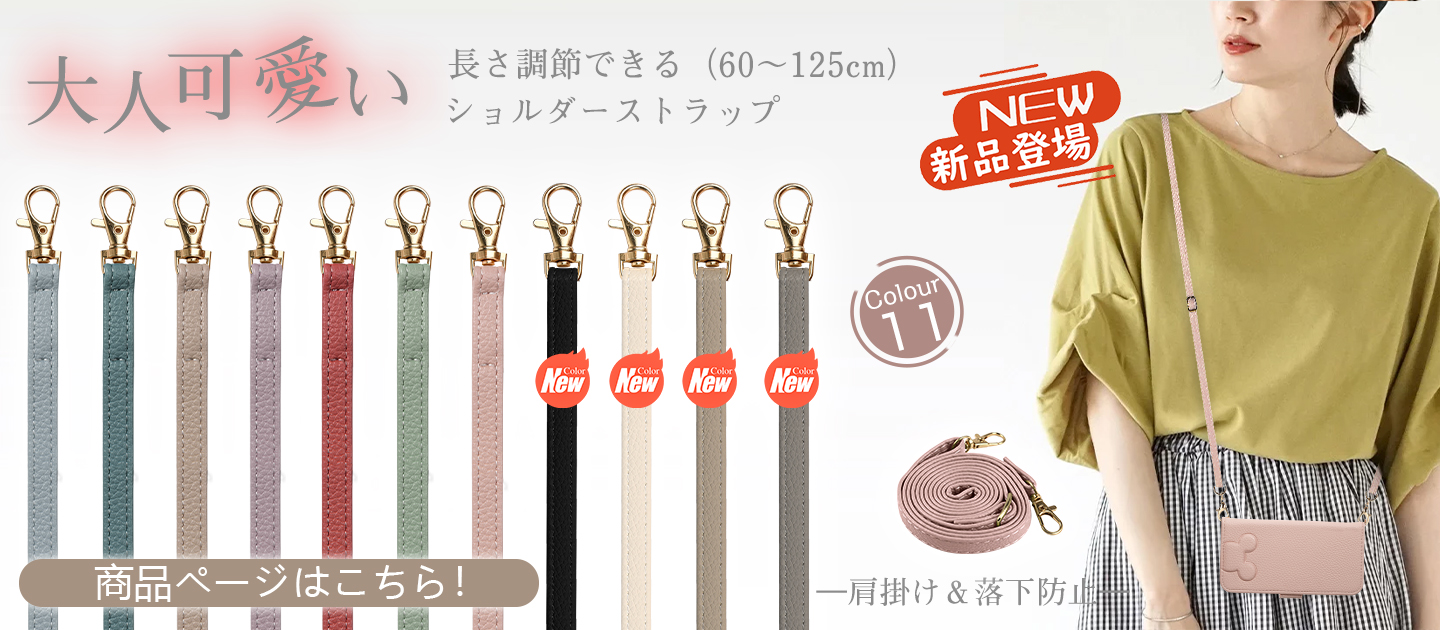 大人可愛い
長さ調節できる（60～125cm）
ショルダーストラップ
NEW
新品登場
Colour
11
Color
New
Color
New
Color
New
Color
New
商品ページはこちら！
―肩掛け＆落下防止―